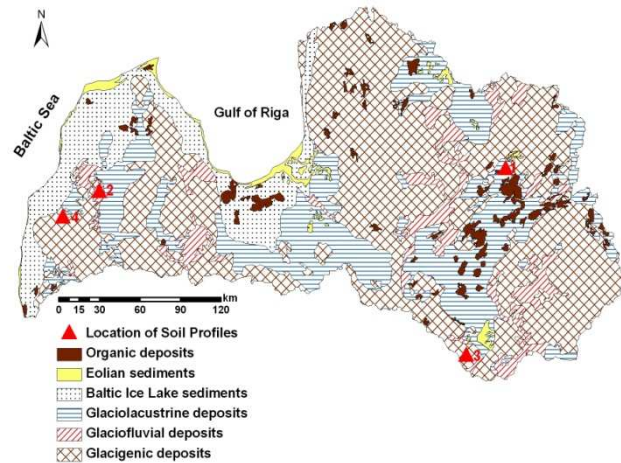 N
Baltic Sea
Gulf of Riga
1
2
4
3
km
0 15 30 60 90 120
Location of Soil Profiles
Organic deposits
Eolian sediments
Baltic Ice Lake sediments
Glaciolacustrine deposits
Glaciofluvial deposits
Glacigenic deposits